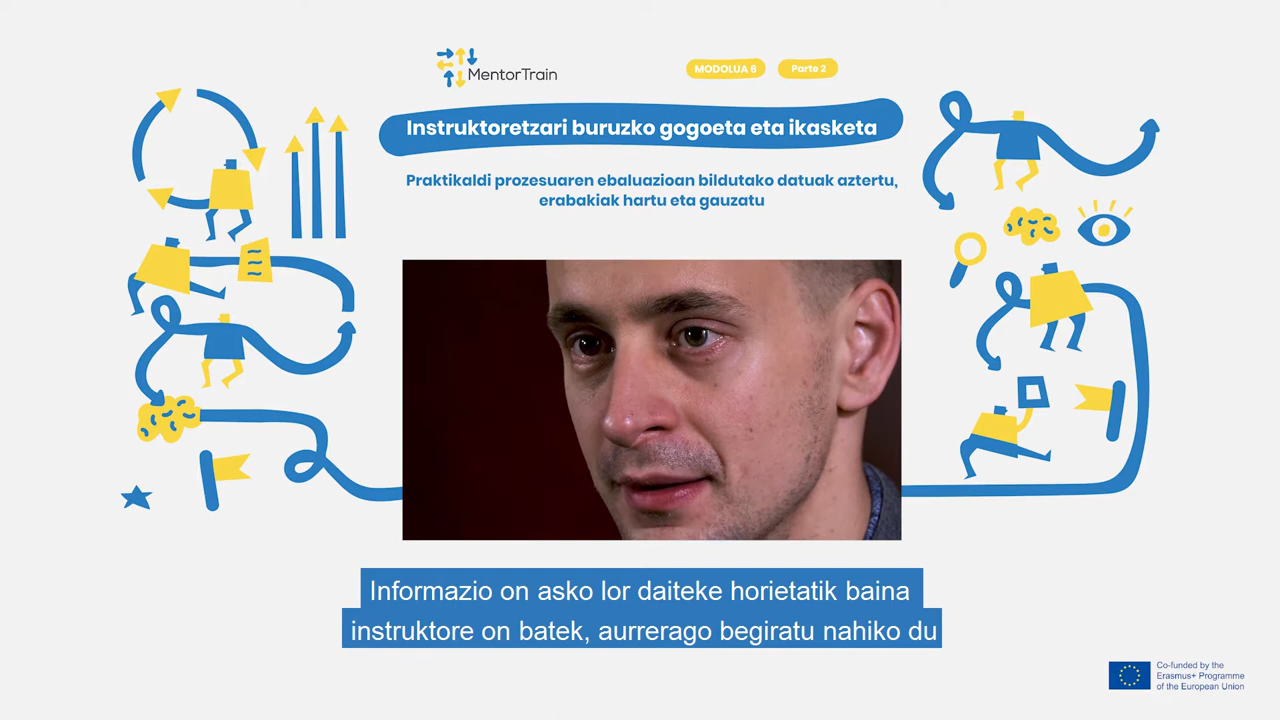 MentorTrain
MODOLUA 6
Parte 2
Instruktoretzari buruzko gogoeta eta ikasketa
Praktikaldi prozesuaren ebaluazioan bildutako datuak aztertu,
erabakiak hartu eta gauzatu
Informazio on asko lor daiteke horietatik baina
instruktore on batek, aurrerago begiratu nahiko du
Co-funded by the
Erasmus+ Programme
of the European Union